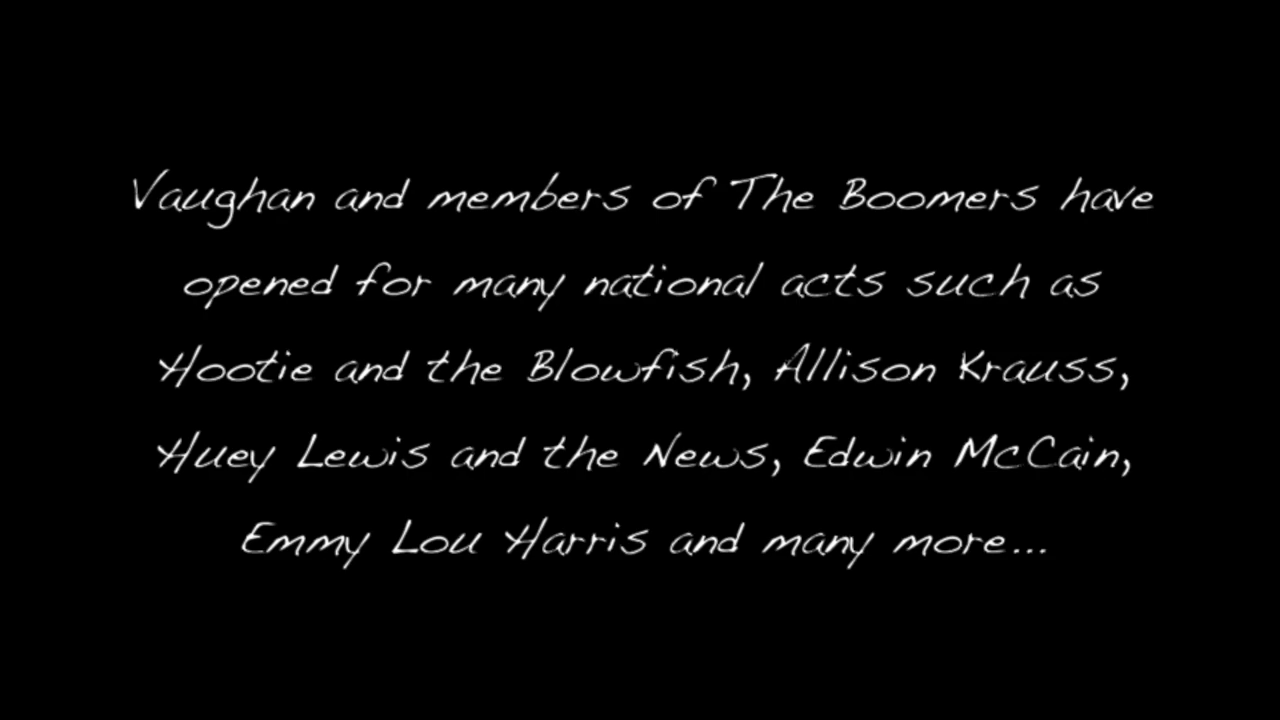 Vaughan and members of The Boomers have
opened for many national acts such as
Hootie and the Blowfish, Allison Krauss,
Huey Lewis and the News, Edwin McCain,
Emmy Lou Harris and many more...